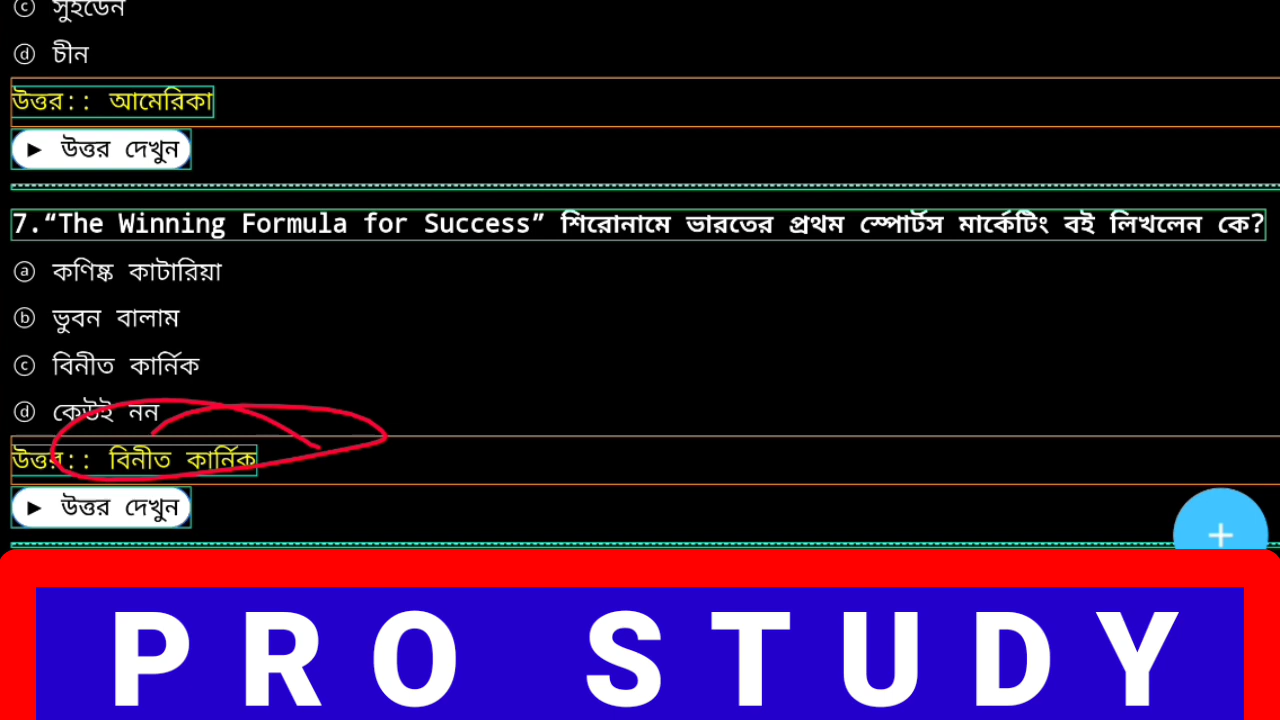 ⓒ সুইডেন
ⓓ চীন
উত্তর:: আমেরিকা
► উত্তর দেখুন
7.“The Winning Formula for Success” শিরোনামে ভারতের প্রথম স্পোর্টস মার্কেটিং বই লিখলেন কে?
ⓐ কণিষ্ক কাটারিয়া
ⓑ ভুবন বালাম
ⓒ বিনীত কার্নিক
ⓓ কেউই নন
উত্তর:: বিনীত কার্নিক
► উত্তর দেখুন
+
PRO STUDY